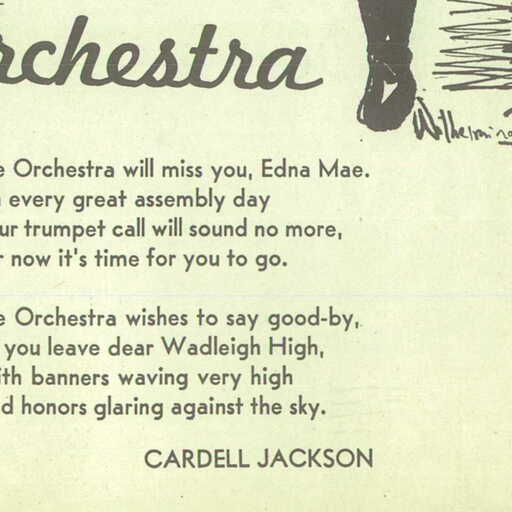 rchestra
e Orchestra will miss you, Edna Mae.
every great assembly day
ur trumpet call will sound no more,
r now it's time for you to go.
e Orchestra wishes to say good-by,
you leave dear Wadleigh High,
ith banners waving very high
d honors glaring against the sky.
CARDELL JACKSON